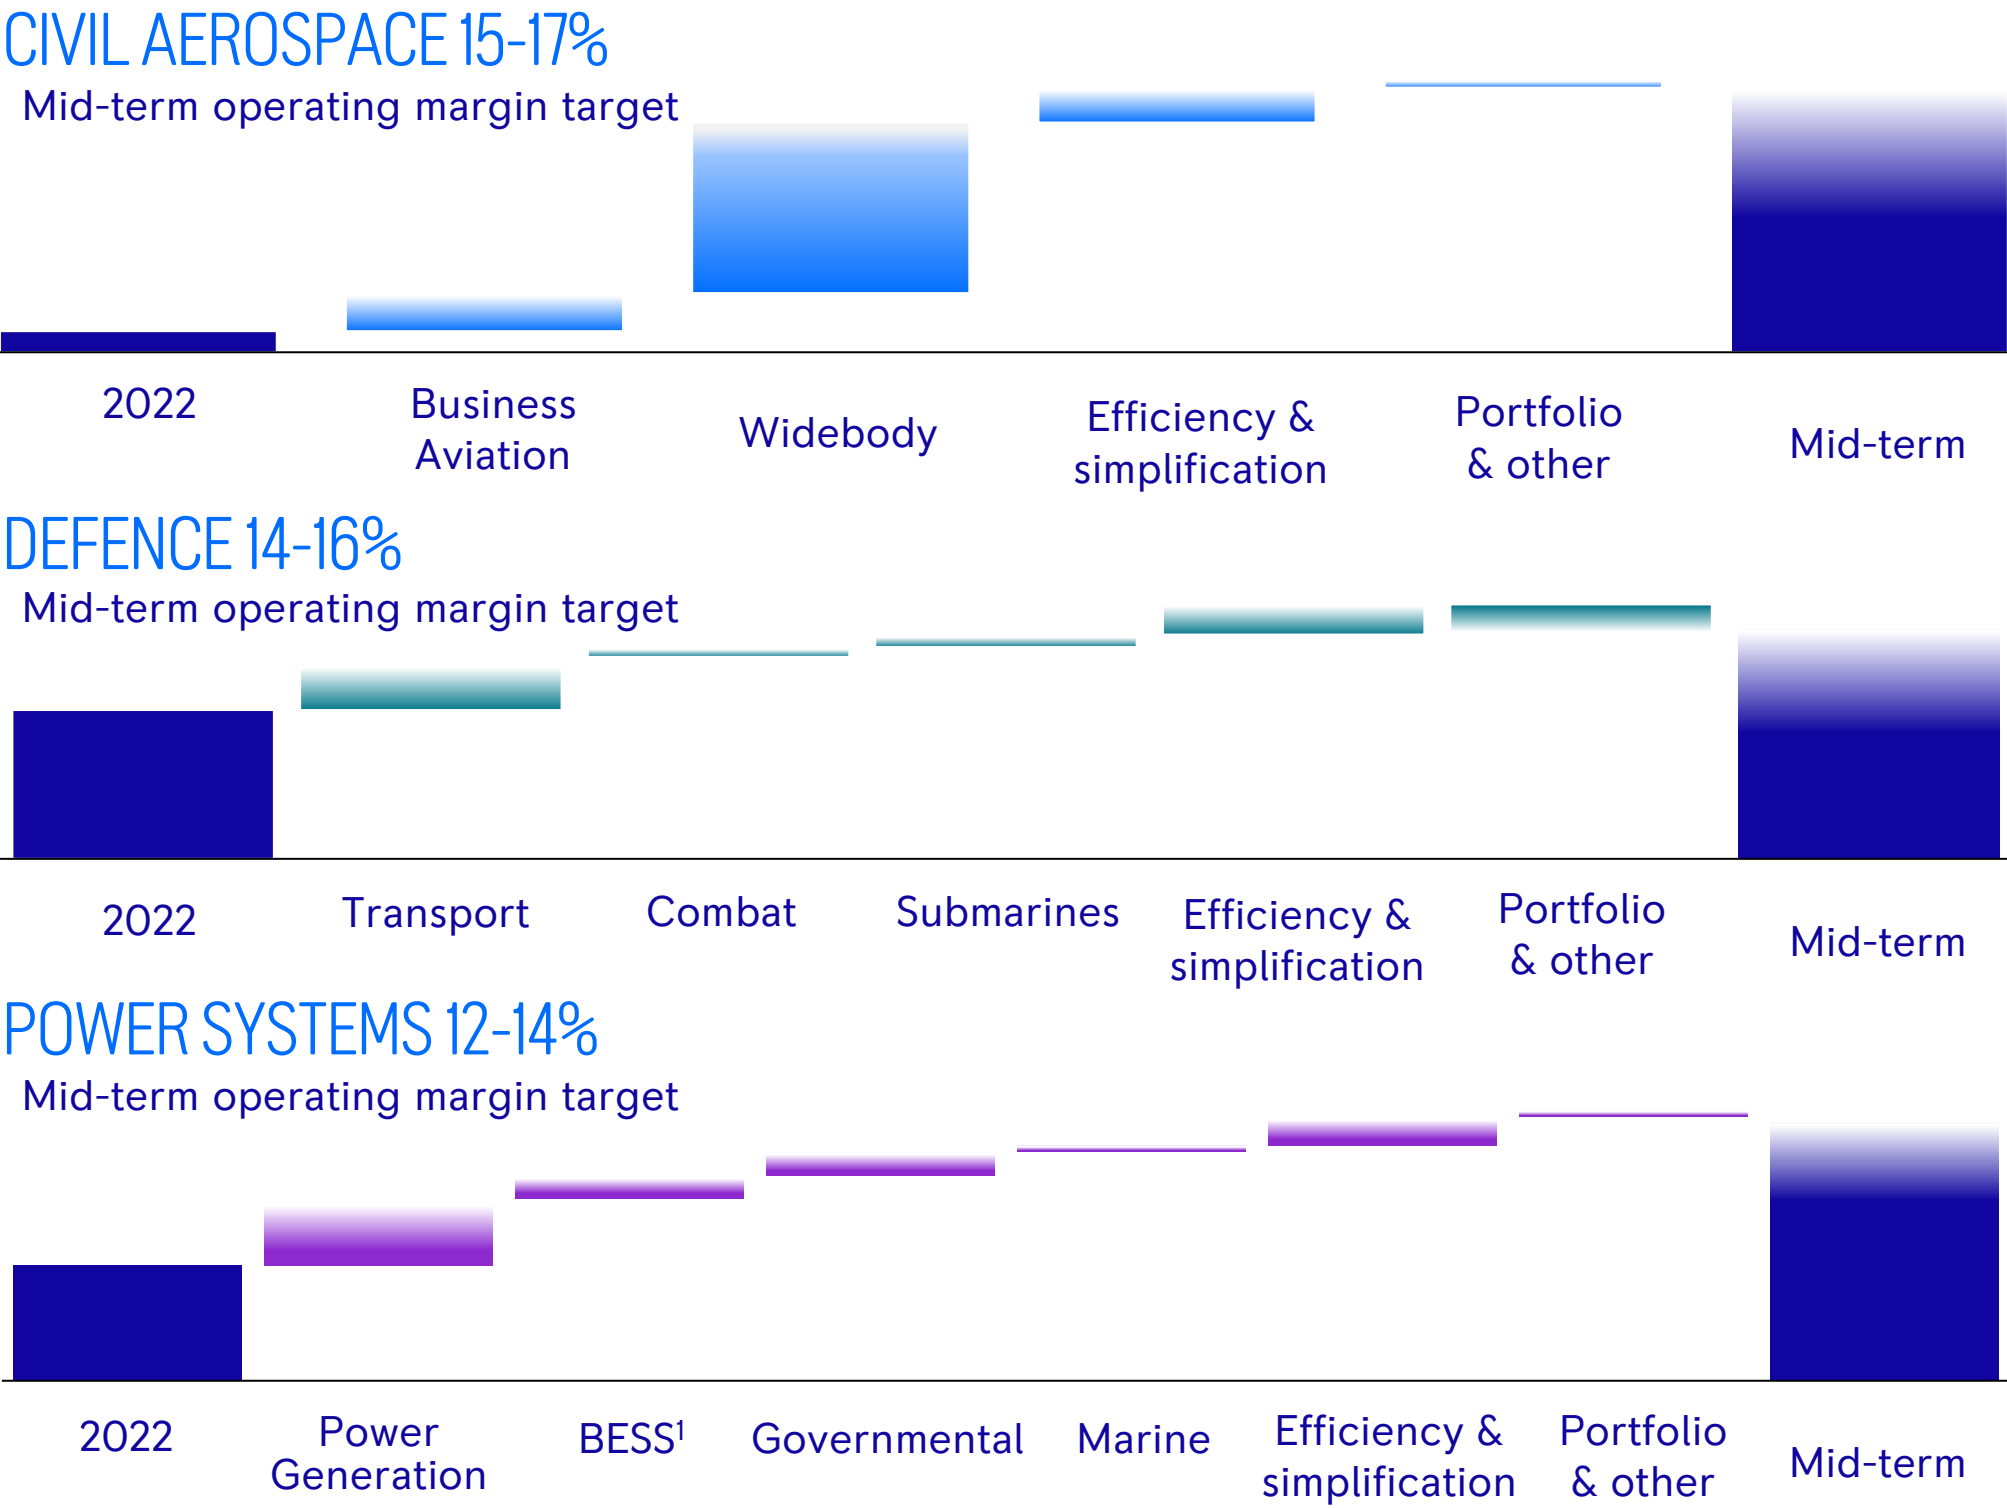 CIVIL AEROSPACE 15-17%
Mid-term operating margin target
2022
Business
Aviation
Widebody
Efficiency &
simplification
Portfolio
& other
Mid-term
DEFENCE 14-16%
Mid-term operating margin target
2022
Transport
Combat
Submarines
Efficiency &
simplification
Portfolio
& other
Mid-term
POWER SYSTEMS 12-14%
Mid-term operating margin target
2022
Power
Generation
BESS¹
Governmental
Marine
Efficiency &
simplification
Portfolio
& other
Mid-term